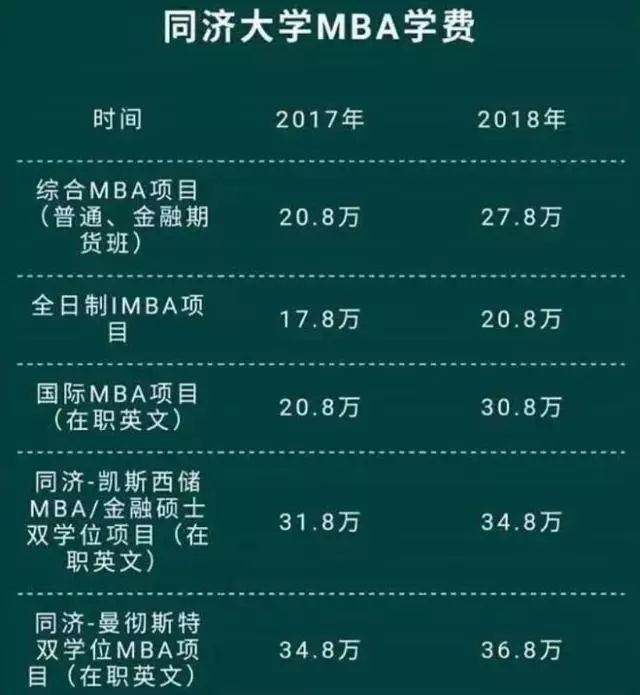 同济大学MBA学费
时间 2017年 2018年
综合MBA项目
（普通、金融期
货班）
20.8万 27.8万
全日制IMBA项
目
17.8万 20.8万
国际MBA项目
（在职英文）
20.8万 30.8万
同济-凯斯西储
MBA/金融硕士
双学位项目（在
职英文）
31.8万 34.8万
同济-曼彻斯特
双学位MBA项
目（在职英文）
34.8万 36.8万